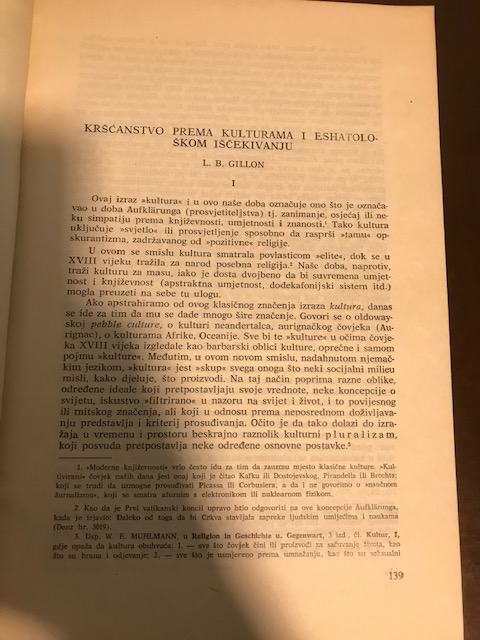 KRŠĆANSTVO PREMA KULTURAMA I ESHATOLO-
ŠKOM IŠČEKIVANJU
L. B. GILLON
I
Ovaj izraz »kultura« i u ovo naše doba označuje ono što je označa-
vao u doba Aufklärunga (prosvjetiteljstva) tj. zanimanje, osjećaj ili ne-
ku simpatiju prema književnosti, umjetnosti i znanosti.¹ Tako kultura
uključuje »svjetlo« ili prosvjetljenje sposobno da rasprši »tamu« op-
skurantizma, zadržavanog od »pozitivne« religije.
U ovom se smislu kultura smatrala povlasticom »elite«, dok se u
XVIII vijeku tražila za narod posebna religija.² Naše doba, naprotiv,
traži kulturu za masu, iako je dosta dvojbeno da bi suvremena umjet-
nost i književnost (apstraktna umjetnost, dodekafonijski sistem itd.)
mogla preuzeti na sebe tu ulogu.
Ako apstrahiramo od ovog klasičnog značenja izraza kultura, danas
se ide za tim da mu se dade mnogo šire značenje. Govori se o oldoway-
skoj pebble culture, o kulturi neandertalca, aurignačkog čovjeka (Au-
rignac), o kulturama Afrike, Oceanije. Sve bi te »kulture« u očima čovje-
ka XVIII vijeka izgledale kao barbarski oblici kulture, oprečne i samom
pojmu »kulture«. Međutim, u ovom novom smislu, nadahnutom njemač-
kim jezikom, »kultura« jest »skup« svega onoga što neki socijalni milieu
misli, kako djeluje, što proizvodi. Na taj način poprima razne oblike,
određene ideale koji pretpostavljaju svoje vrednote, neke koncepcije o
svijetu, iskustvo »filtrirano« u nazoru na svijet i život, i to povijesnog
ili mitskog značenja, ali koji u odnosu prema neposrednom doživljava-
nju predstavlja i kriterij prosuđivanja. Očito je da tako dolazi do izra-
žaja u vremenu i prostoru beskrajno raznolik kulturni pluralizam,
koji posvuda pretpostavlja neke određene osnovne postavke.³
1. »Moderne književnosti« vrlo često idu za tim da zauzmu mjesto klasične kulture. »Kul-
tivirani« čovjek naših dana jest onaj koji je čitao Kafku ili Dostojevskog, Pirandella ili Brechta;
koji se trudi da uzmogne prosuđivati Picassa ili Corbusiera, a da i ne govorimo o »naučnom
žurnalizmu«, koji se smatra ažurnim s elektronikom ili nuklearnom fizikom.
2. Kao da je Prvi vatikanski koncil upravo htio odgovoriti na ove koncepcije Aufklärunga,
kada je izjavio: Daleko od toga da bi Crkva stavljala zapreke ljudskim umijećima i naukama
(Denz br. 3019).
3. Usp. W. E. MÜHLMANN, u Religion in Geschichte u. Gegenwart, 3 izd., čl. Kultur, I,
gdje opaža da kultura obuhvaća: 1. — sve što čovjek čini ili proizvodi za sačuvanje života, kao
što su hrana i odjevanje; 2. — sve što je usmjereno prema umnažanju, kao što su seksualni
139